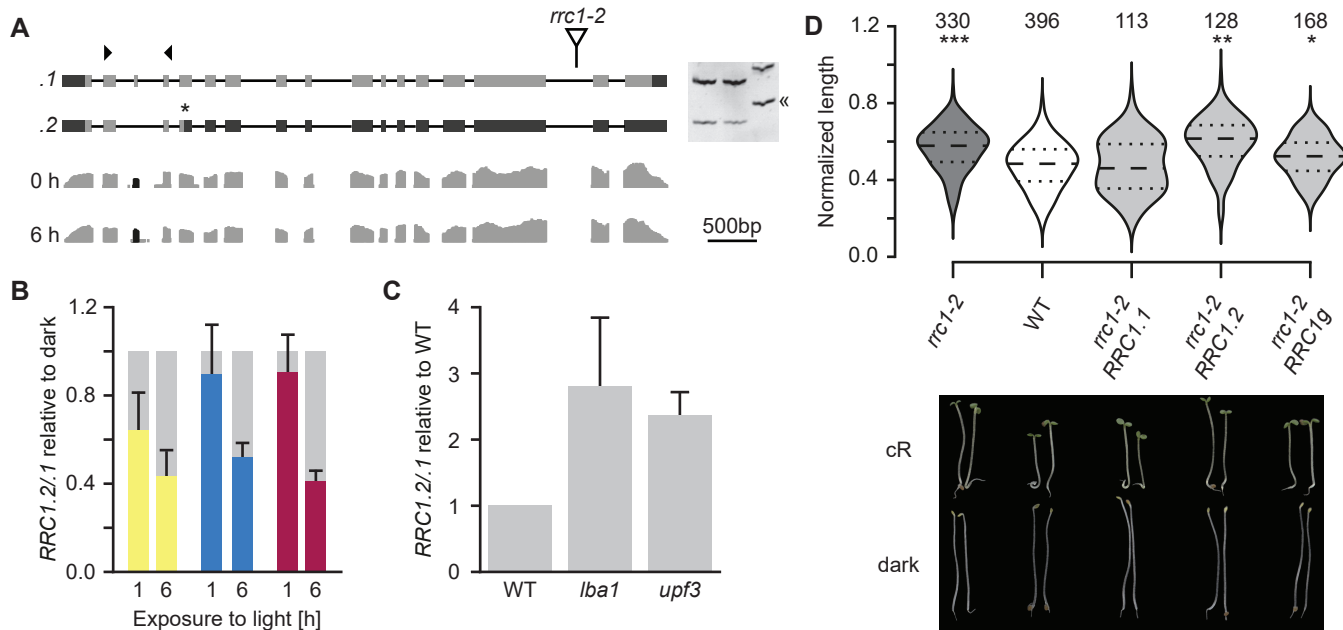 A
rrc1-2
.1
*
«
.2
0 h
6 h
500bp
B
RRC1.2/.1 relative to dark
1.2
0.8
0.4
0.0
1 6 1 6 1 6
Exposure to light [h]
C
RRC1.2/.1 relative to WT
4
3
2
1
0
WT lba1 upf3
D
330 396 113 128 168
*** ** *
Normalized length
1.2
0.8
0.4
0.0
rrc1-2
WT
rrc1-2 RRC1.1
rrc1-2 RRC1.2
rrc1-2 RRC1g
cR
dark